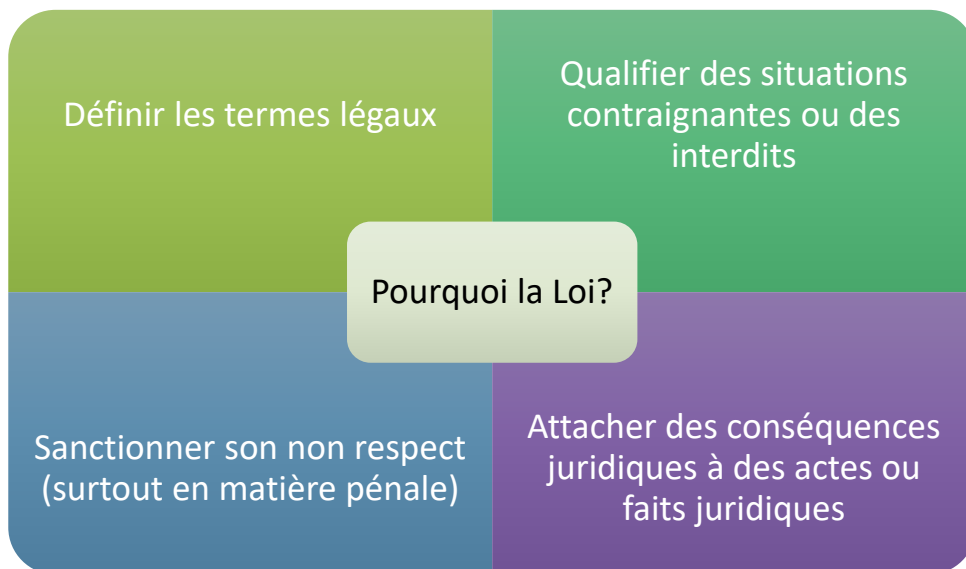 Définir les termes légaux
Qualifier des situations
contraignantes ou des
interdits
Pourquoi la Loi?
Sanctionner son non respect
(surtout en matière pénale)
Attacher des conséquences
juridiques à des actes ou
faits juridiques